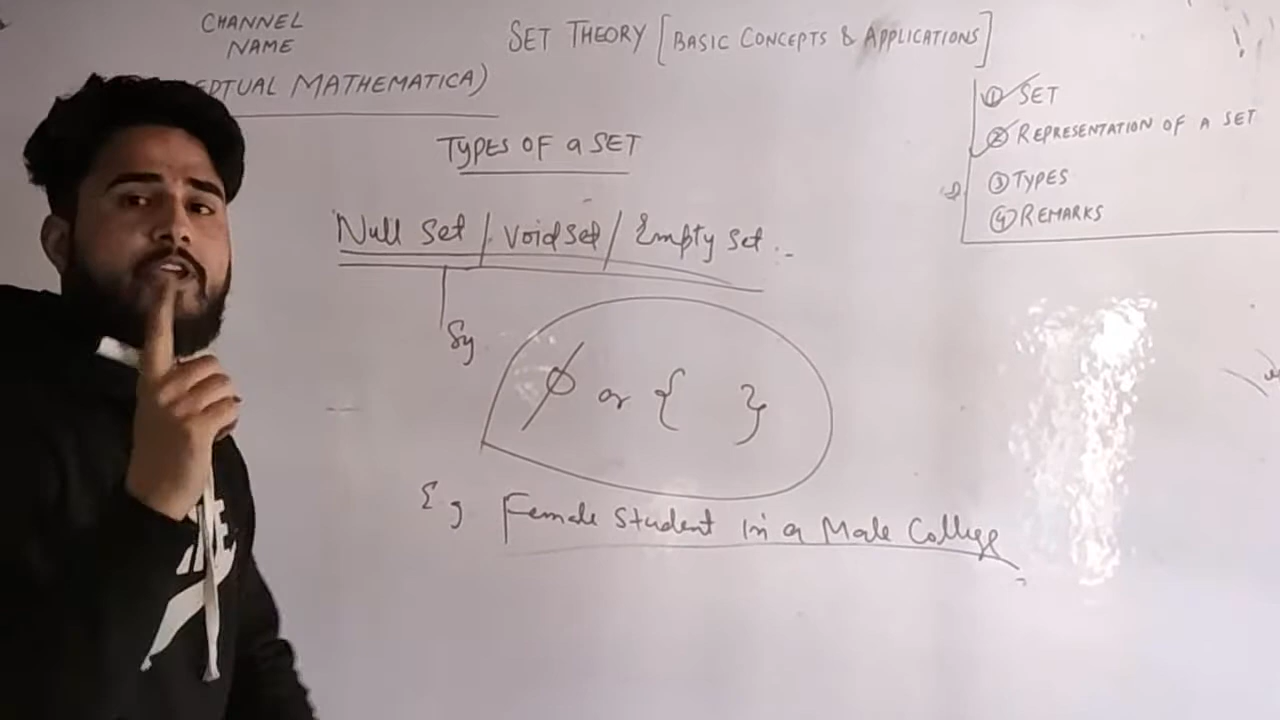 CHANNEL
NAME
EPTUAL MATHEMATICA)
SET THEORY [BASIC CONCEPTS & APPLICATIONS]
① SET
② REPRESENTATION OF A SET
③ TYPES
④ REMARKS
TYPES OF a SET
Null Set / Void Set / Empty Set :-
Sy
ϕ or { }
E.g Female Student in a Male College